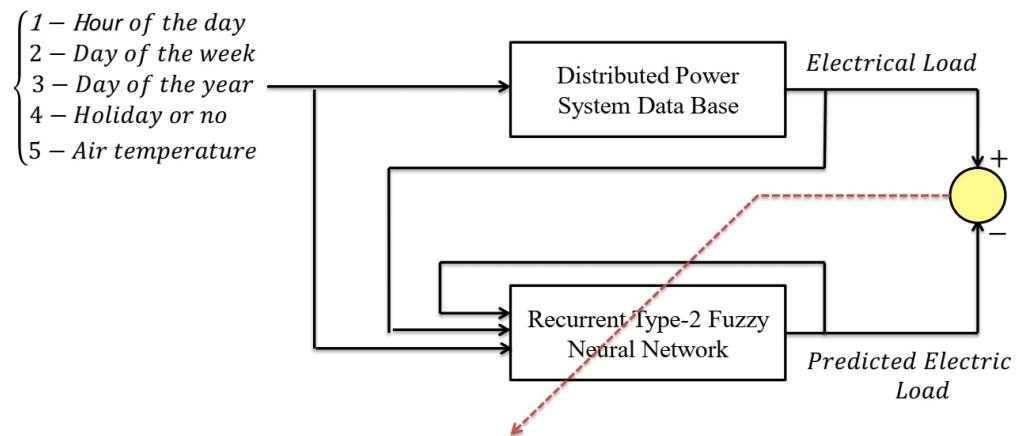 1 – Hour of the day
2 – Day of the week
3 – Day of the year
4 – Holiday or no
5 – Air temperature
Distributed Power
System Data Base
Electrical Load
+
−
Recurrent Type-2 Fuzzy
Neural Network
Predicted Electric
Load